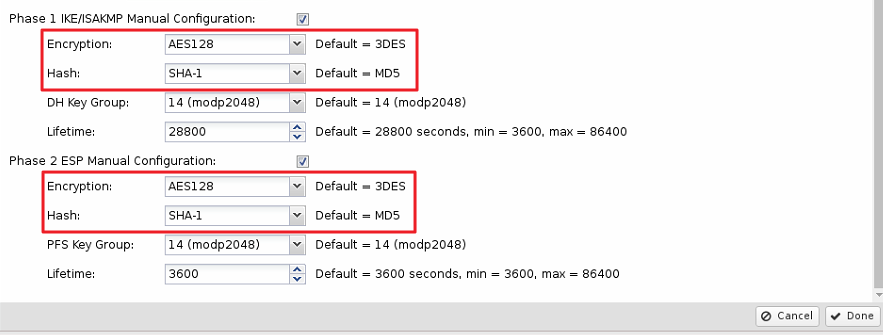 Phase 1 IKE/ISAKMP Manual Configuration:
Encryption: AES128 Default = 3DES
Hash: SHA-1 Default = MD5
DH Key Group: 14 (modp2048) Default = 14 (modp2048)
Lifetime: 28800 Default = 28800 seconds, min = 3600, max = 86400
Phase 2 ESP Manual Configuration:
Encryption: AES128 Default = 3DES
Hash: SHA-1 Default = MD5
PFS Key Group: 14 (modp2048) Default = 14 (modp2048)
Lifetime: 3600 Default = 3600 seconds, min = 3600, max = 86400
Cancel Done